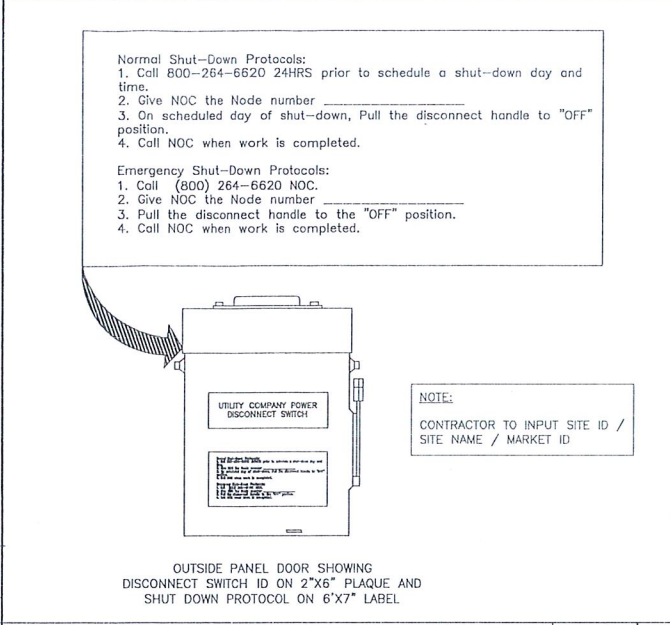 Normal Shut-Down Protocols:
1. Call 800-264-6620 24HRS prior to schedule a shut-down day and
time.
2. Give NOC the Node number ____________________
3. On scheduled day of shut-down, Pull the disconnect handle to "OFF"
position.
4. Call NOC when work is completed.
Emergency Shut-Down Protocols:
1. Call (800) 264-6620 NOC.
2. Give NOC the Node number ____________________
3. Pull the disconnect handle to the "OFF" position.
4. Call NOC when work is completed.
UTILITY COMPANY POWER
DISCONNECT SWITCH
NOTE:
CONTRACTOR TO INPUT SITE ID /
SITE NAME / MARKET ID
OUTSIDE PANEL DOOR SHOWING
DISCONNECT SWITCH ID ON 2"X6" PLAQUE AND
SHUT DOWN PROTOCOL ON 6'X7" LABEL